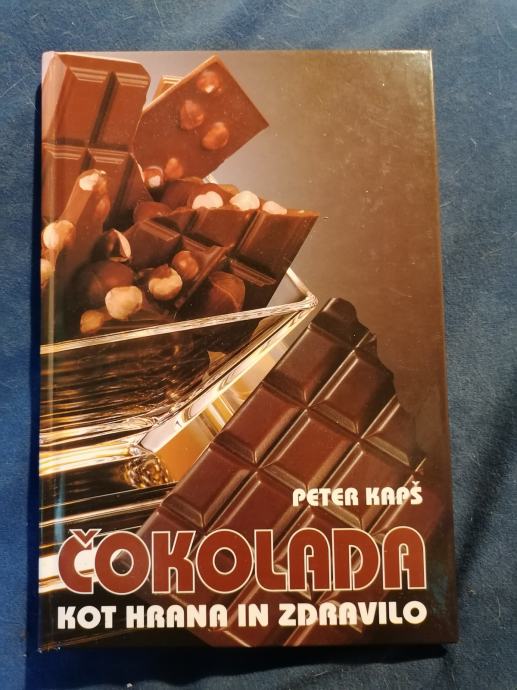 PETER KAPŠ
ČOKOLADA
KOT HRANA IN ZDRAVILO